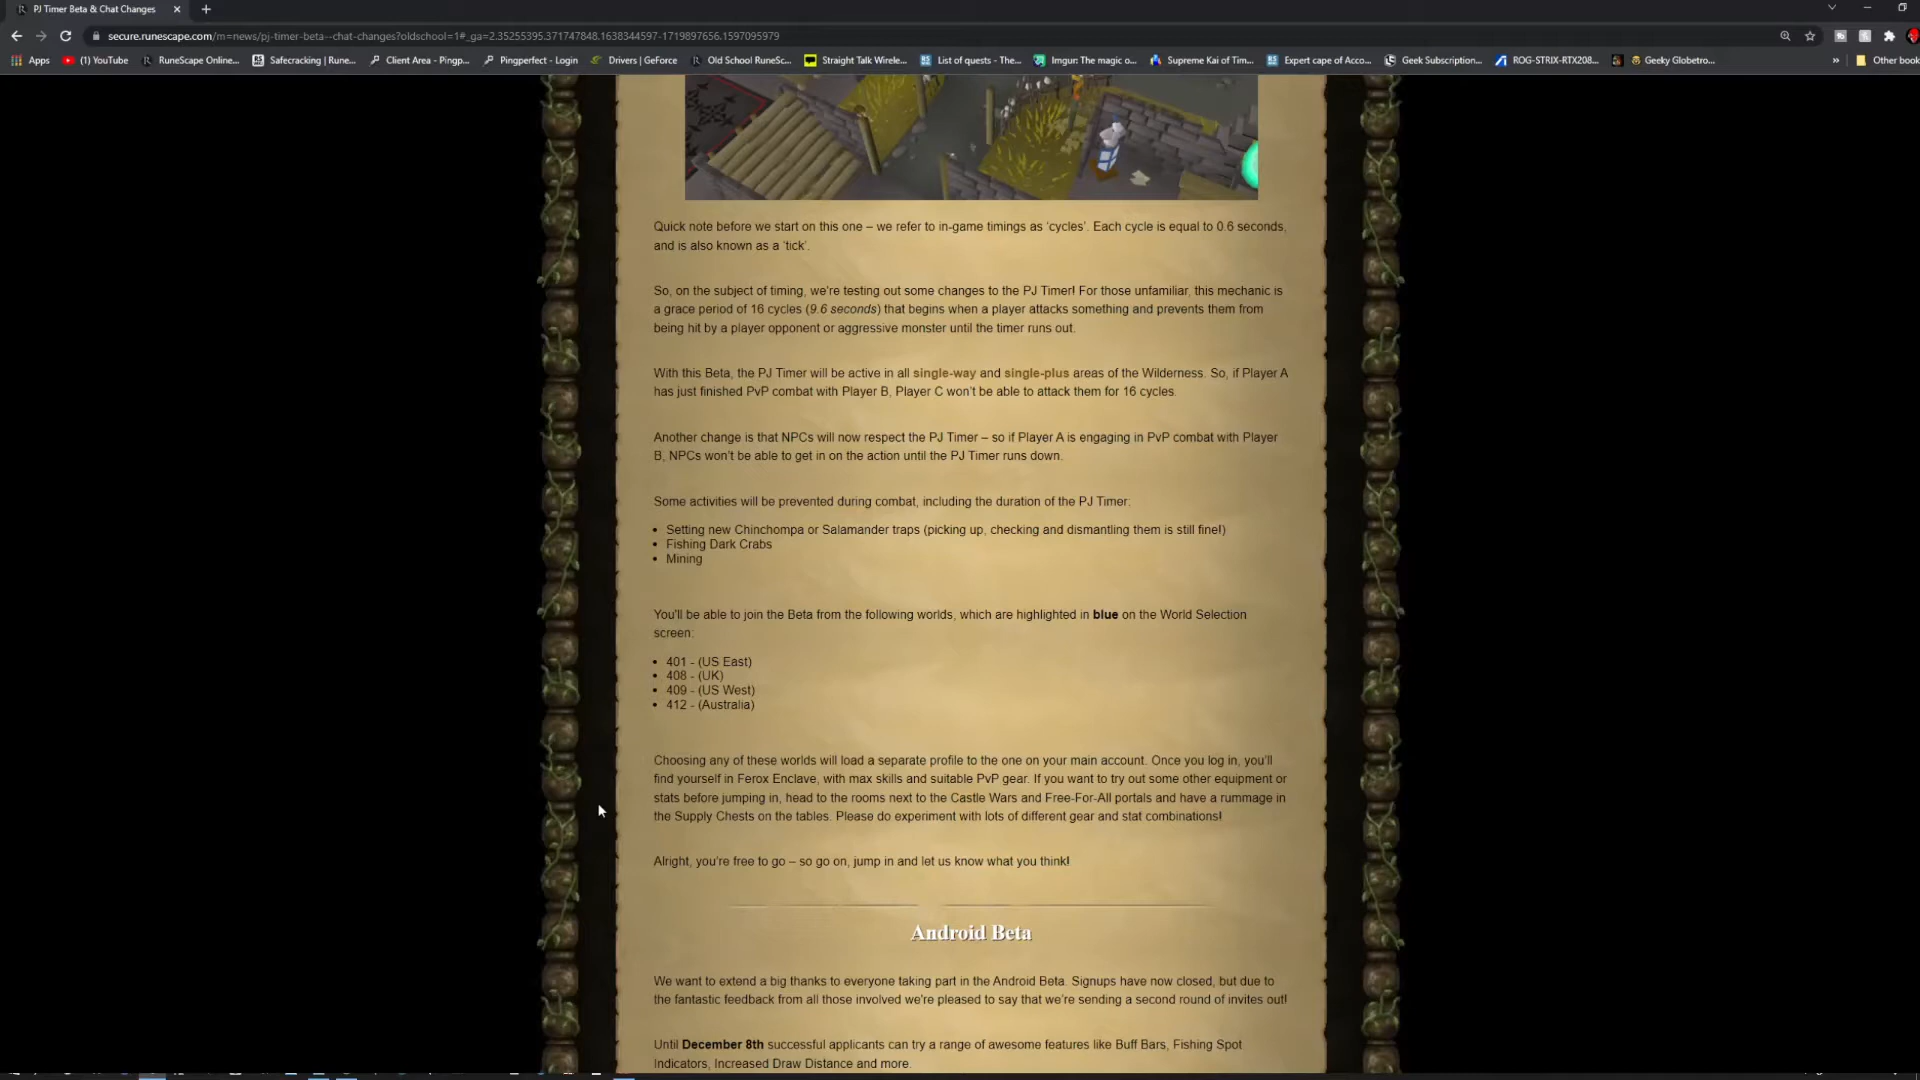 PJ Timer Beta & Chat Changes
secure.runescape.com/m=news/pj-timer-beta--chat-changes?oldschool=1#_ga=2.35255395.371747848.1638344597-1719897656.1597095979
Apps (1) YouTube RuneScape Online... Safecracking | Rune... Client Area - Pingp... Pingperfect - Login Drivers | GeForce Old School RuneSc... Straight Talk Wirele... List of quests - The... Imgur: The magic o... Supreme Kai of Tim... Expert cape of Acco... Geek Subscription... ROG-STRIX-RTX208... Geeky Globetro... » Other book
Quick note before we start on this one – we refer to in-game timings as ‘cycles’. Each cycle is equal to 0.6 seconds,
and is also known as a ‘tick’.
So, on the subject of timing, we’re testing out some changes to the PJ Timer! For those unfamiliar, this mechanic is
a grace period of 16 cycles (9.6 seconds) that begins when a player attacks something and prevents them from
being hit by a player opponent or aggressive monster until the timer runs out.
With this Beta, the PJ Timer will be active in all single-way and single-plus areas of the Wilderness. So, if Player A
has just finished PvP combat with Player B, Player C won’t be able to attack them for 16 cycles.
Another change is that NPCs will now respect the PJ Timer – so if Player A is engaging in PvP combat with Player
B, NPCs won’t be able to get in on the action until the PJ Timer runs down.
Some activities will be prevented during combat, including the duration of the PJ Timer:
• Setting new Chinchompa or Salamander traps (picking up, checking and dismantling them is still fine!)
• Fishing Dark Crabs
• Mining
You'll be able to join the Beta from the following worlds, which are highlighted in blue on the World Selection
screen:
• 401 - (US East)
• 408 - (UK)
• 409 - (US West)
• 412 - (Australia)
Choosing any of these worlds will load a separate profile to the one on your main account. Once you log in, you’ll
find yourself in Ferox Enclave, with max skills and suitable PvP gear. If you want to try out some other equipment or
stats before jumping in, head to the rooms next to the Castle Wars and Free-For-All portals and have a rummage in
the Supply Chests on the tables. Please do experiment with lots of different gear and stat combinations!
Alright, you’re free to go – so go on, jump in and let us know what you think!
Android Beta
We want to extend a big thanks to everyone taking part in the Android Beta. Signups have now closed, but due to
the fantastic feedback from all those involved we're pleased to say that we’re sending a second round of invites out!
Until December 8th successful applicants can try a range of awesome features like Buff Bars, Fishing Spot
Indicators, Increased Draw Distance and more.